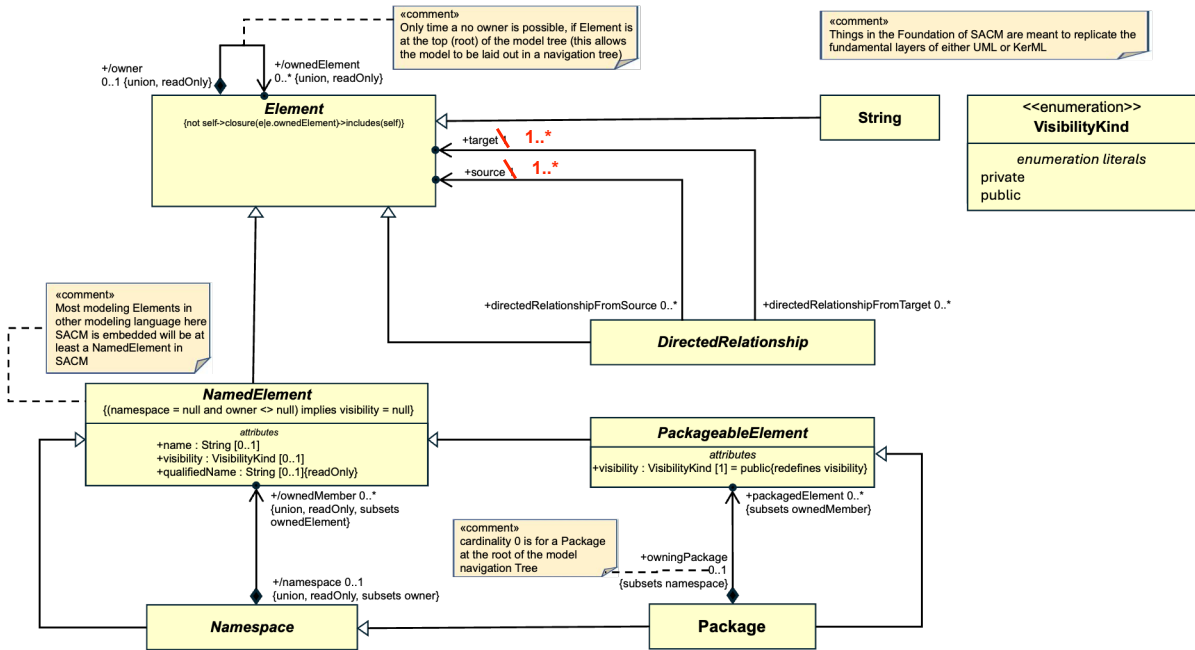 «comment»
Only time a no owner is possible, if Element is
at the top (root) of the model tree (this allows
the model to be laid out in a navigation tree)
«comment»
Things in the Foundation of SACM are meant to replicate the
fundamental layers of either UML or KerML
+/owner
0..1 {union, readOnly}
+/ownedElement
0..* {union, readOnly}
Element
{not self->closure(e|e.ownedElement}->includes(self)}
String
<<enumeration>>
VisibilityKind
enumeration literals
private
public
+target
1..*
+source
1..*
+directedRelationshipFromSource 0..*
+directedRelationshipFromTarget 0..*
DirectedRelationship
«comment»
Most modeling Elements in
other modeling language here
SACM is embedded will be at
least a NamedElement in
SACM
NamedElement
{(namespace = null and owner <> null) implies visibility = null}
attributes
+name : String [0..1]
+visibility : VisibilityKind [0..1]
+qualifiedName : String [0..1]{readOnly}
PackageableElement
attributes
+visibility : VisibilityKind [1] = public{redefines visibility}
+/ownedMember 0..*
{union, readOnly, subsets
ownedElement}
+packagedElement 0..*
{subsets ownedMember}
«comment»
cardinality 0 is for a Package
at the root of the model
navigation Tree
+owningPackage
0..1
{subsets namespace}
+/namespace 0..1
{union, readOnly, subsets owner}
Namespace
Package